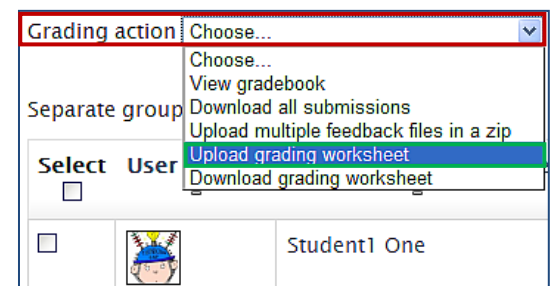 Grading action Choose...
Choose...
View gradebook
Download all submissions
Separate group
Upload multiple feedback files in a zip
Upload grading worksheet
Download grading worksheet
Select User
Student1 One